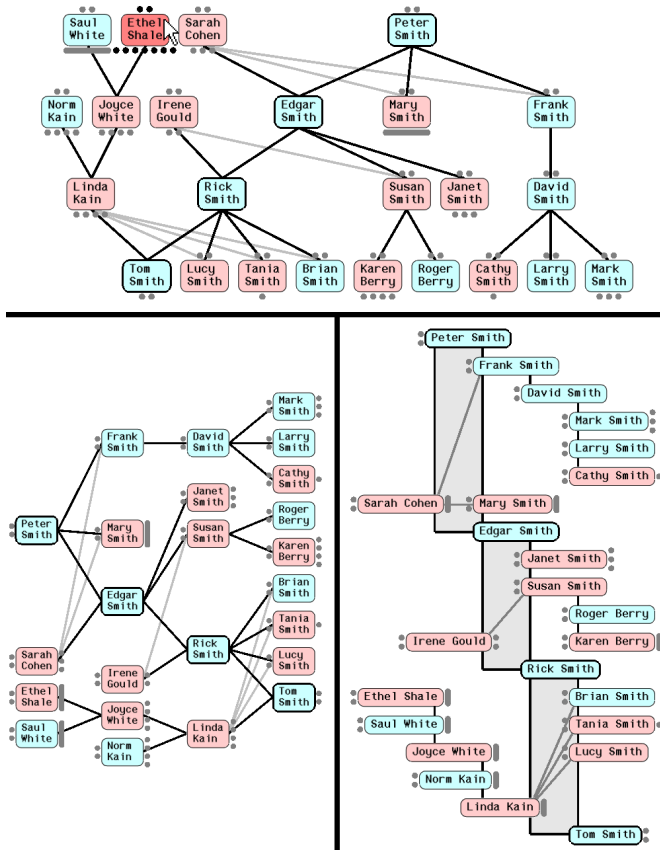 Saul
White
Ethel
Shale
Sarah
Cohen
Peter
Smith
Norm
Kain
Joyce
White
Irene
Gould
Edgar
Smith
Mary
Smith
Frank
Smith
Linda
Kain
Rick
Smith
Susan
Smith
Janet
Smith
David
Smith
Tom
Smith
Lucy
Smith
Tania
Smith
Brian
Smith
Karen
Berry
Roger
Berry
Cathy
Smith
Larry
Smith
Mark
Smith
Mark
Smith
Frank
Smith
David
Smith
Larry
Smith
Cathy
Smith
Janet
Smith
Roger
Berry
Peter
Smith
Mary
Smith
Susan
Smith
Karen
Berry
Edgar
Smith
Brian
Smith
Tania
Smith
Rick
Smith
Lucy
Smith
Sarah
Cohen
Irene
Gould
Ethel
Shale
Tom
Smith
Joyce
White
Saul
White
Linda
Kain
Norm
Kain
Peter Smith
Frank Smith
David Smith
Mark Smith
Larry Smith
Cathy Smith
Sarah Cohen
Mary Smith
Edgar Smith
Janet Smith
Susan Smith
Roger Berry
Irene Gould
Karen Berry
Rick Smith
Ethel Shale
Brian Smith
Saul White
Tania Smith
Joyce White
Lucy Smith
Norm Kain
Linda Kain
Tom Smith